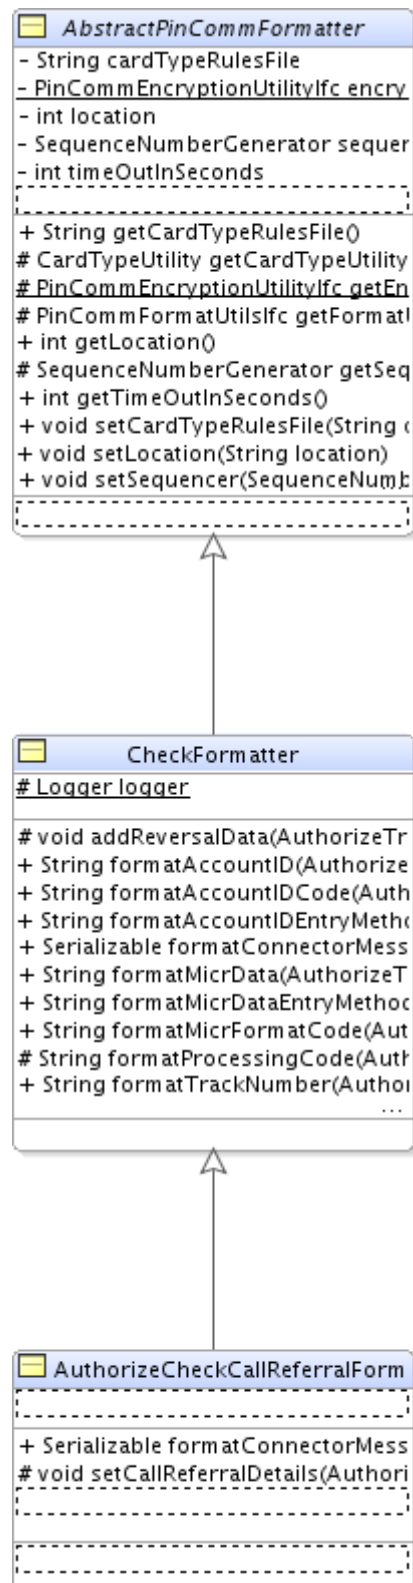 AbstractPinCommFormatter
- String cardTypeRulesFile
- PinCommEncryptionUtilityIfc encry
- int location
- SequenceNumberGenerator sequer
- int timeOutInSeconds
+ String getCardTypeRulesFile()
# CardTypeUtility getCardTypeUtility
# PinCommEncryptionUtilityIfc getEn
# PinCommFormatUtilsIfc getFormatU
+ int getLocation()
# SequenceNumberGenerator getSeq
+ int getTimeOutInSeconds()
+ void setCardTypeRulesFile(String c
+ void setLocation(String location)
+ void setSequencer(SequenceNumb
...
CheckFormatter
# Logger logger
# void addReversalData(AuthorizeTr
+ String formatAccountID(Authorize
+ String formatAccountIDCode(Auth
+ String formatAccountIDEntryMetho
+ Serializable formatConnectorMess
+ String formatMicrData(AuthorizeT
+ String formatMicrDataEntryMethod
+ String formatMicrFormatCode(Aut
# String formatProcessingCode(Auth
+ String formatTrackNumber(Author
...
AuthorizeCheckCallReferralForm
+ Serializable formatConnectorMess
# void setCallReferralDetails(Authori